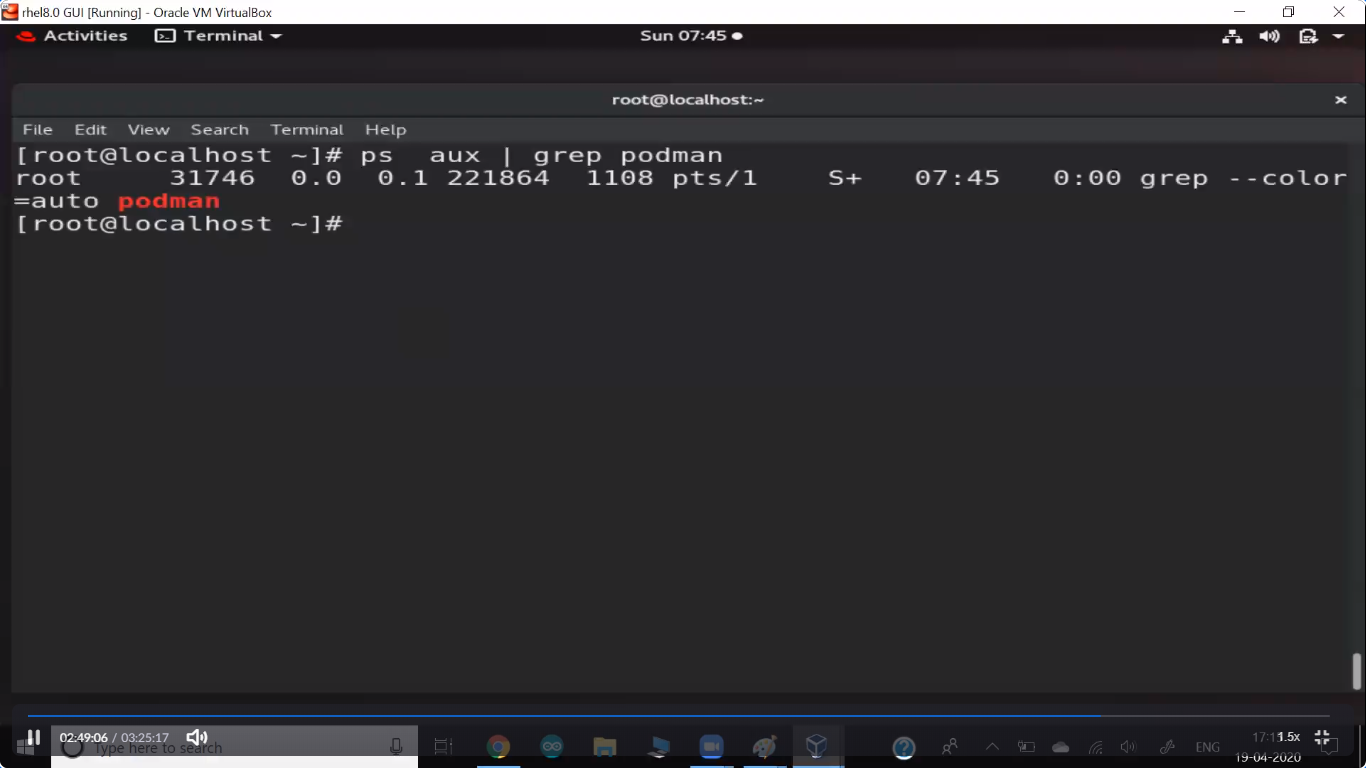 rhel8.0 GUI [Running] - Oracle VM VirtualBox
Activities Terminal Sun 07:45
root@localhost:~
File Edit View Search Terminal Help
[root@localhost ~]# ps  aux | grep podman
root 31746 0.0 0.1 221864 1108 pts/1 S+ 07:45 0:00 grep --color
=auto podman
[root@localhost ~]#
02:49:06 / 03:25:17
Type here to search
ENG
1.5x
19-04-2020